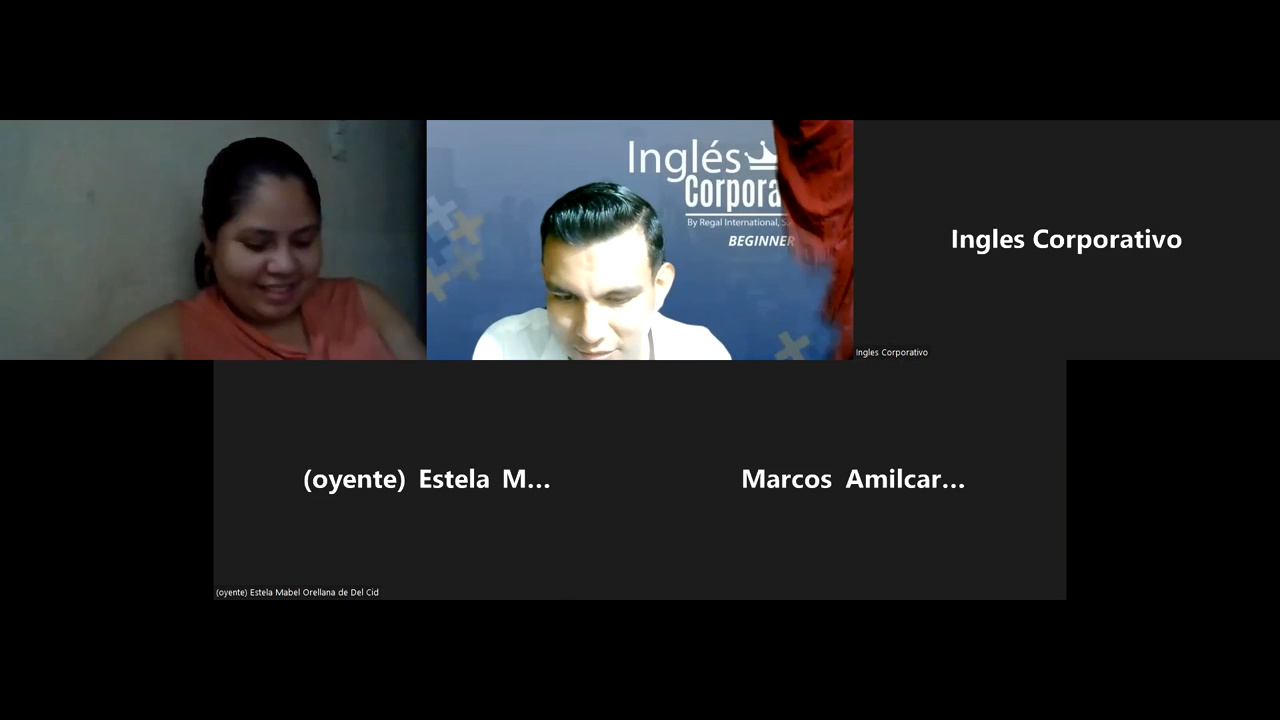 Inglés
Corpora
By Regal International, S
BEGINNER
Ingles Corporativo
Ingles Corporativo
(oyente) Estela M...
Marcos Amilcar...
(oyente) Estela Mabel Orellana de Del Cid